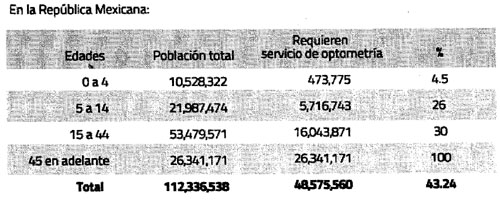 En la República Mexicana:
Edades Población total Requieren servicio de optometría %
0 a 4 10,528,322 473,775 4.5
5 a 14 21,987,474 5,716,743 26
15 a 44 53,479,571 16,043,871 30
45 en adelante 26,341,171 26,341,171 100
Total 112,336,538 48,575,560 43.24